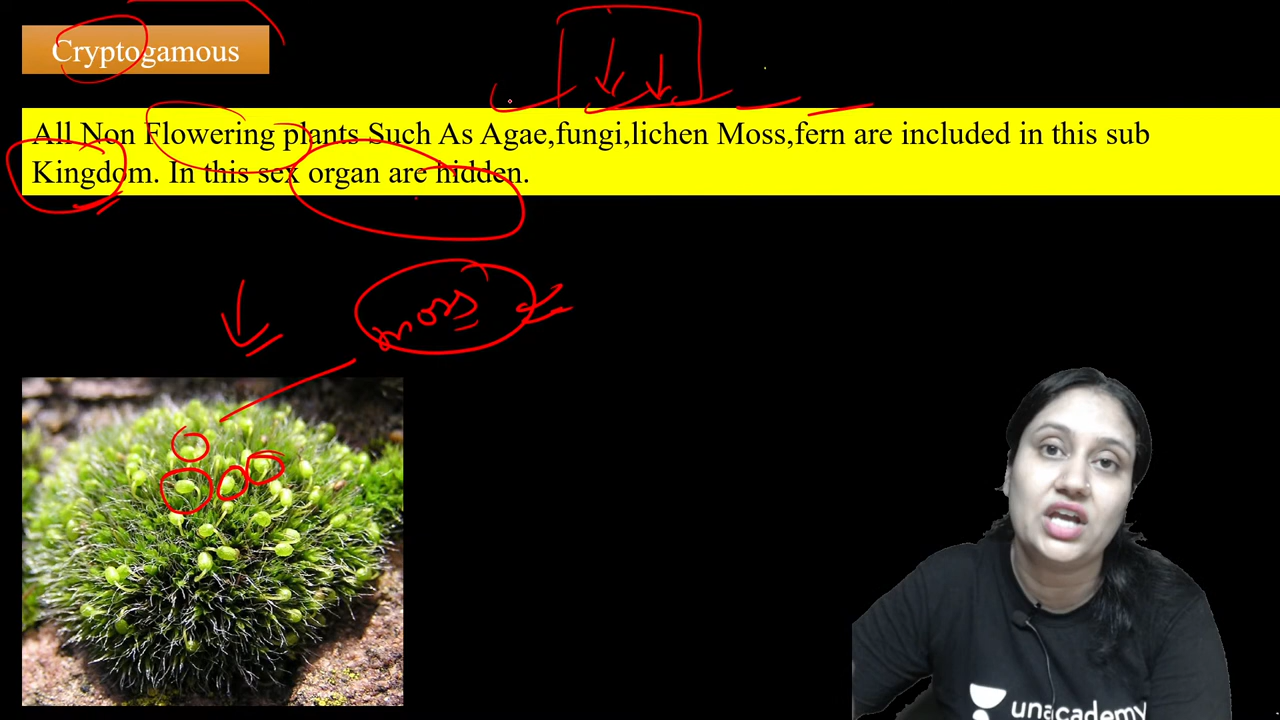 Cryptogamous
All Non Flowering plants Such As Agae,fungi,lichen Moss,fern are included in this sub
Kingdom. In this sex organ are hidden.
moss
unacademy